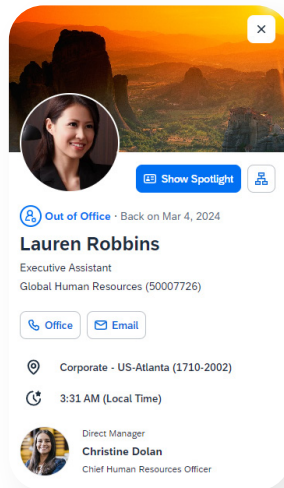 Show Spotlight
Out of Office · Back on Mar 4, 2024
Lauren Robbins
Executive Assistant
Global Human Resources (50007726)
Office Email
Corporate - US-Atlanta (1710-2002)
3:31 AM (Local Time)
Direct Manager
Christine Dolan
Chief Human Resources Officer